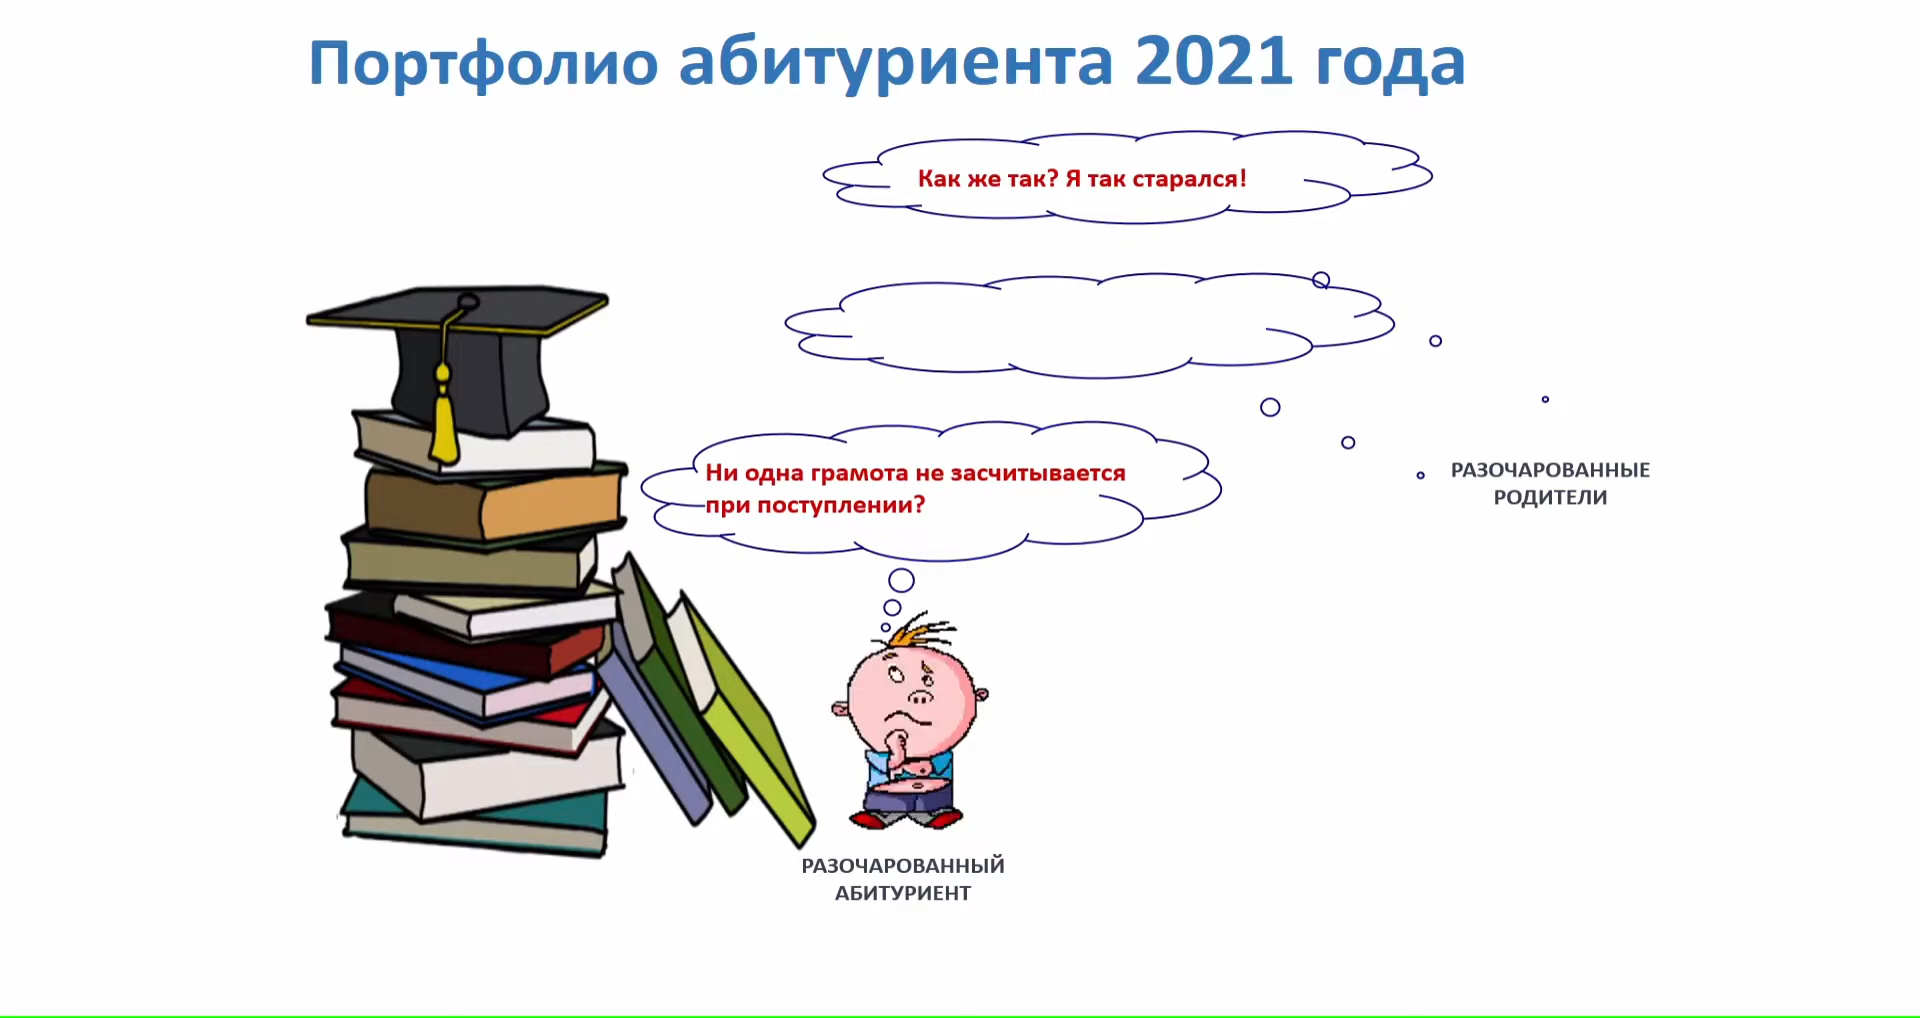 Портфолио абитуриента 2021 года
Как же так? Я так старался!
Ни одна грамота не засчитывается
при поступлении?
РАЗОЧАРОВАННЫЕ
РОДИТЕЛИ
РАЗОЧАРОВАННЫЙ
АБИТУРИЕНТ